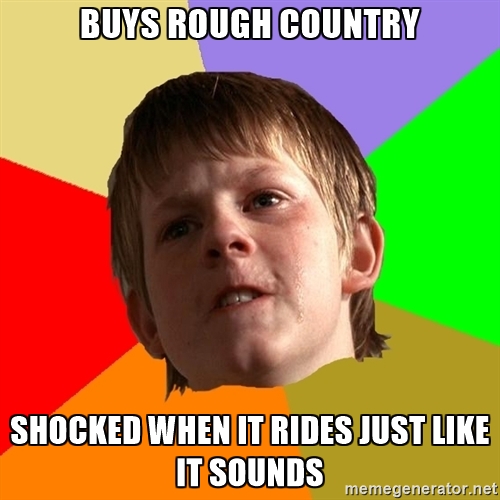 BUYS ROUGH COUNTRY
SHOCKED WHEN IT RIDES JUST LIKE
IT SOUNDS
memegenerator.net